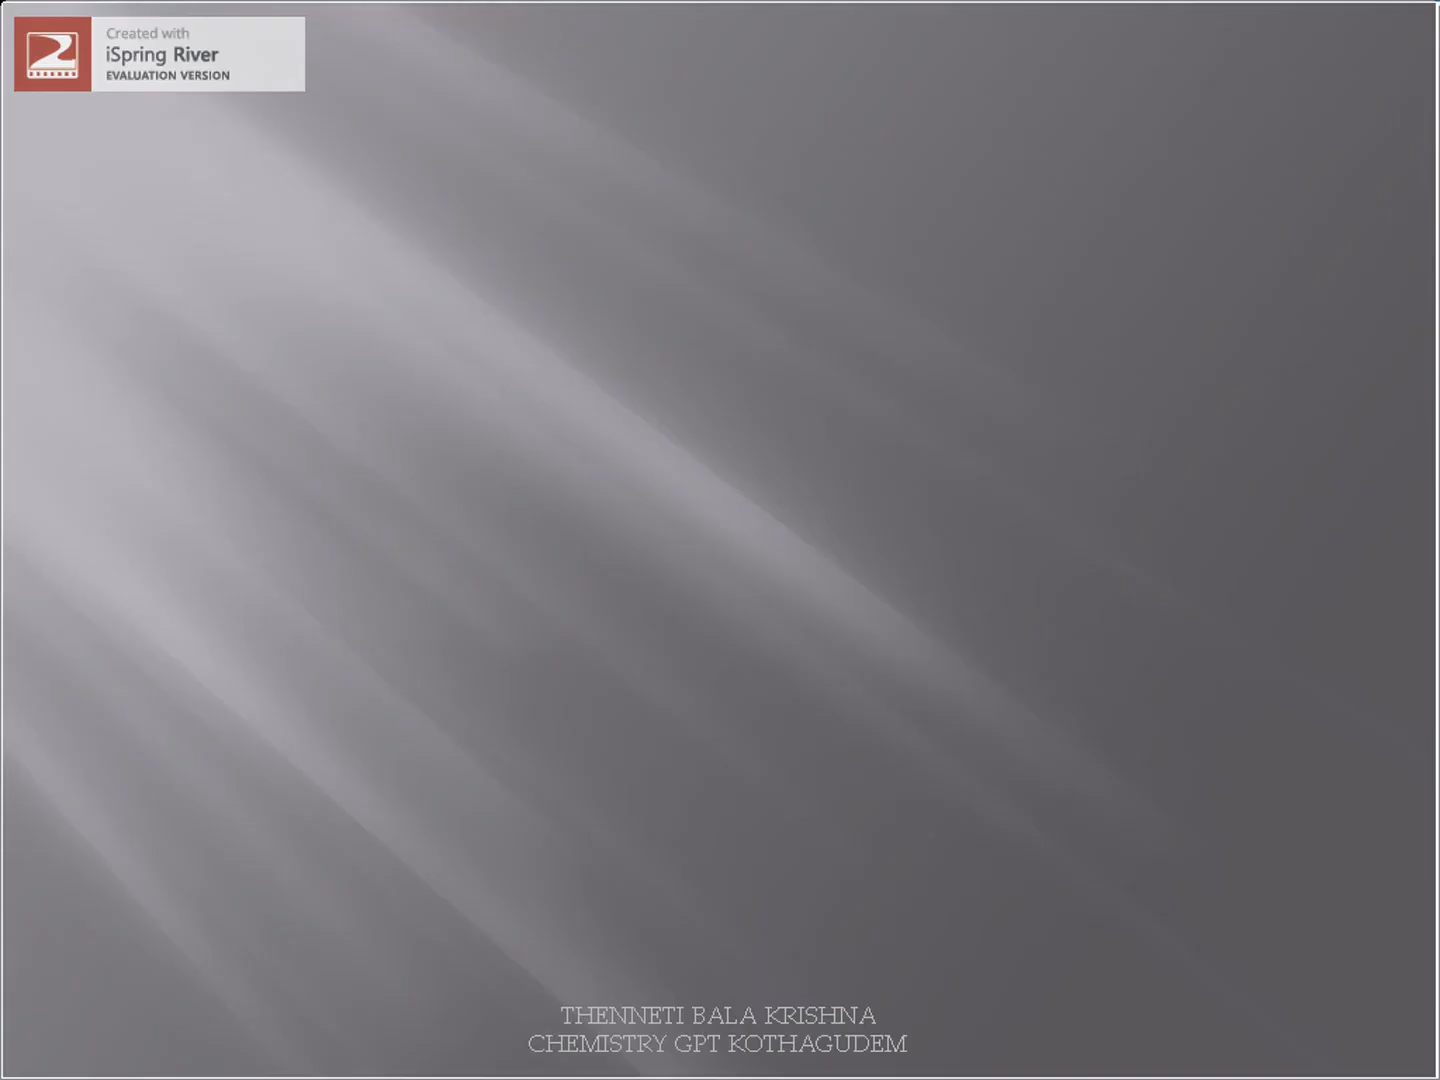 Created with
iSpring River
EVALUATION VERSION
THENNETI BALA KRISHNA
CHEMISTRY GPT KOTHAGUDEM